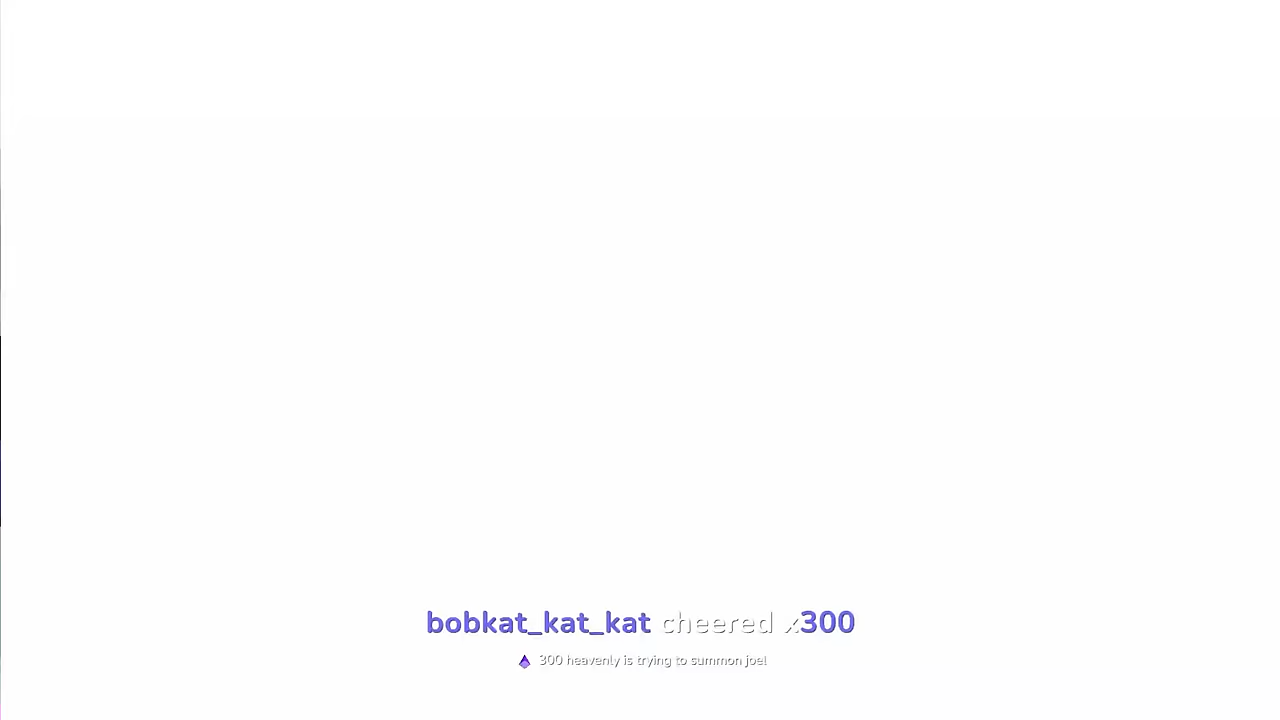 bobkat_kat_kat cheered x300
300 heavenly is trying to summon joel